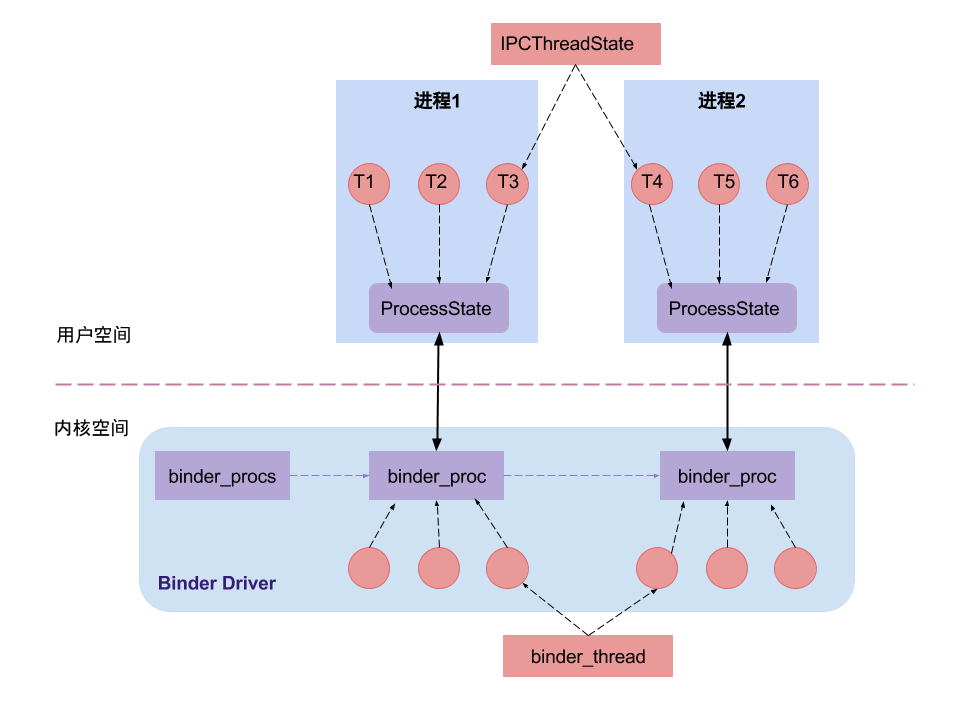 IPCThreadState
进程1
进程2
T1
T2
T3
T4
T5
T6
ProcessState
ProcessState
用户空间
内核空间
binder_procs
binder_proc
binder_proc
Binder Driver
binder_thread